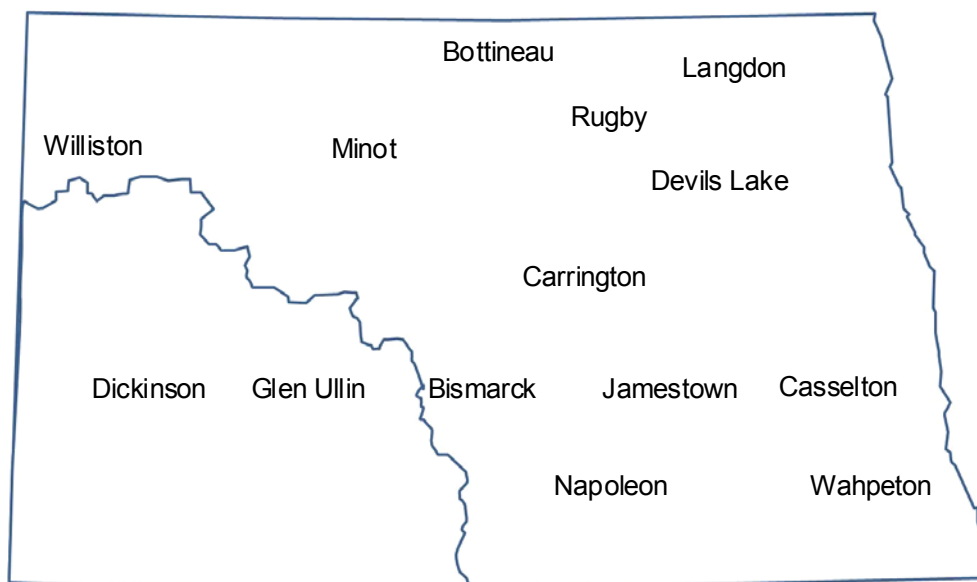 Bottineau
Langdon
Rugby
Williston
Minot
Devils Lake
Carrington
Dickinson
Glen Ullin
Bismarck
Jamestown
Casselton
Napoleon
Wahpeton